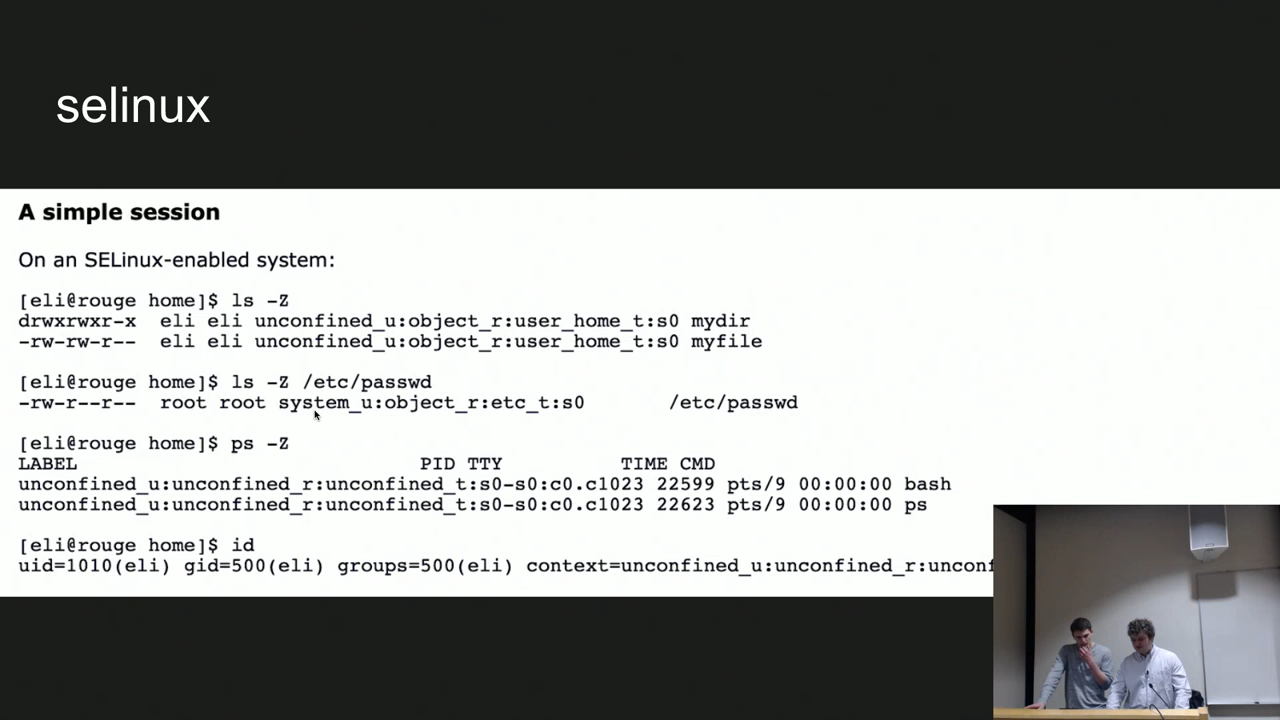 selinux
A simple session
On an SELinux-enabled system:
[eli@rouge home]$ ls -Z
drwxrwxr-x  eli eli unconfined_u:object_r:user_home_t:s0 mydir
-rw-rw-r--  eli eli unconfined_u:object_r:user_home_t:s0 myfile
[eli@rouge home]$ ls -Z /etc/passwd
-rw-r--r--  root root system_u:object_r:etc_t:s0       /etc/passwd
[eli@rouge home]$ ps -Z
LABEL                             PID TTY          TIME CMD
unconfined_u:unconfined_r:unconfined_t:s0-s0:c0.c1023 22599 pts/9 00:00:00 bash
unconfined_u:unconfined_r:unconfined_t:s0-s0:c0.c1023 22623 pts/9 00:00:00 ps
[eli@rouge home]$ id
uid=1010(eli) gid=500(eli) groups=500(eli) context=unconfined_u:unconfined_r:unconf